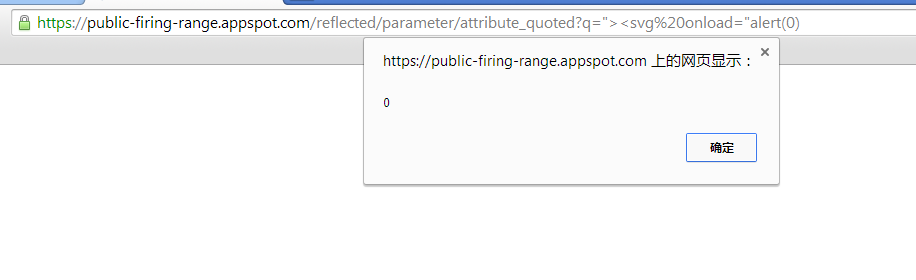 https://public-firing-range.appspot.com/reflected/parameter/attribute_quoted?q="><svg%20onload="alert(0)
https://public-firing-range.appspot.com 上的网页显示：
0
确定